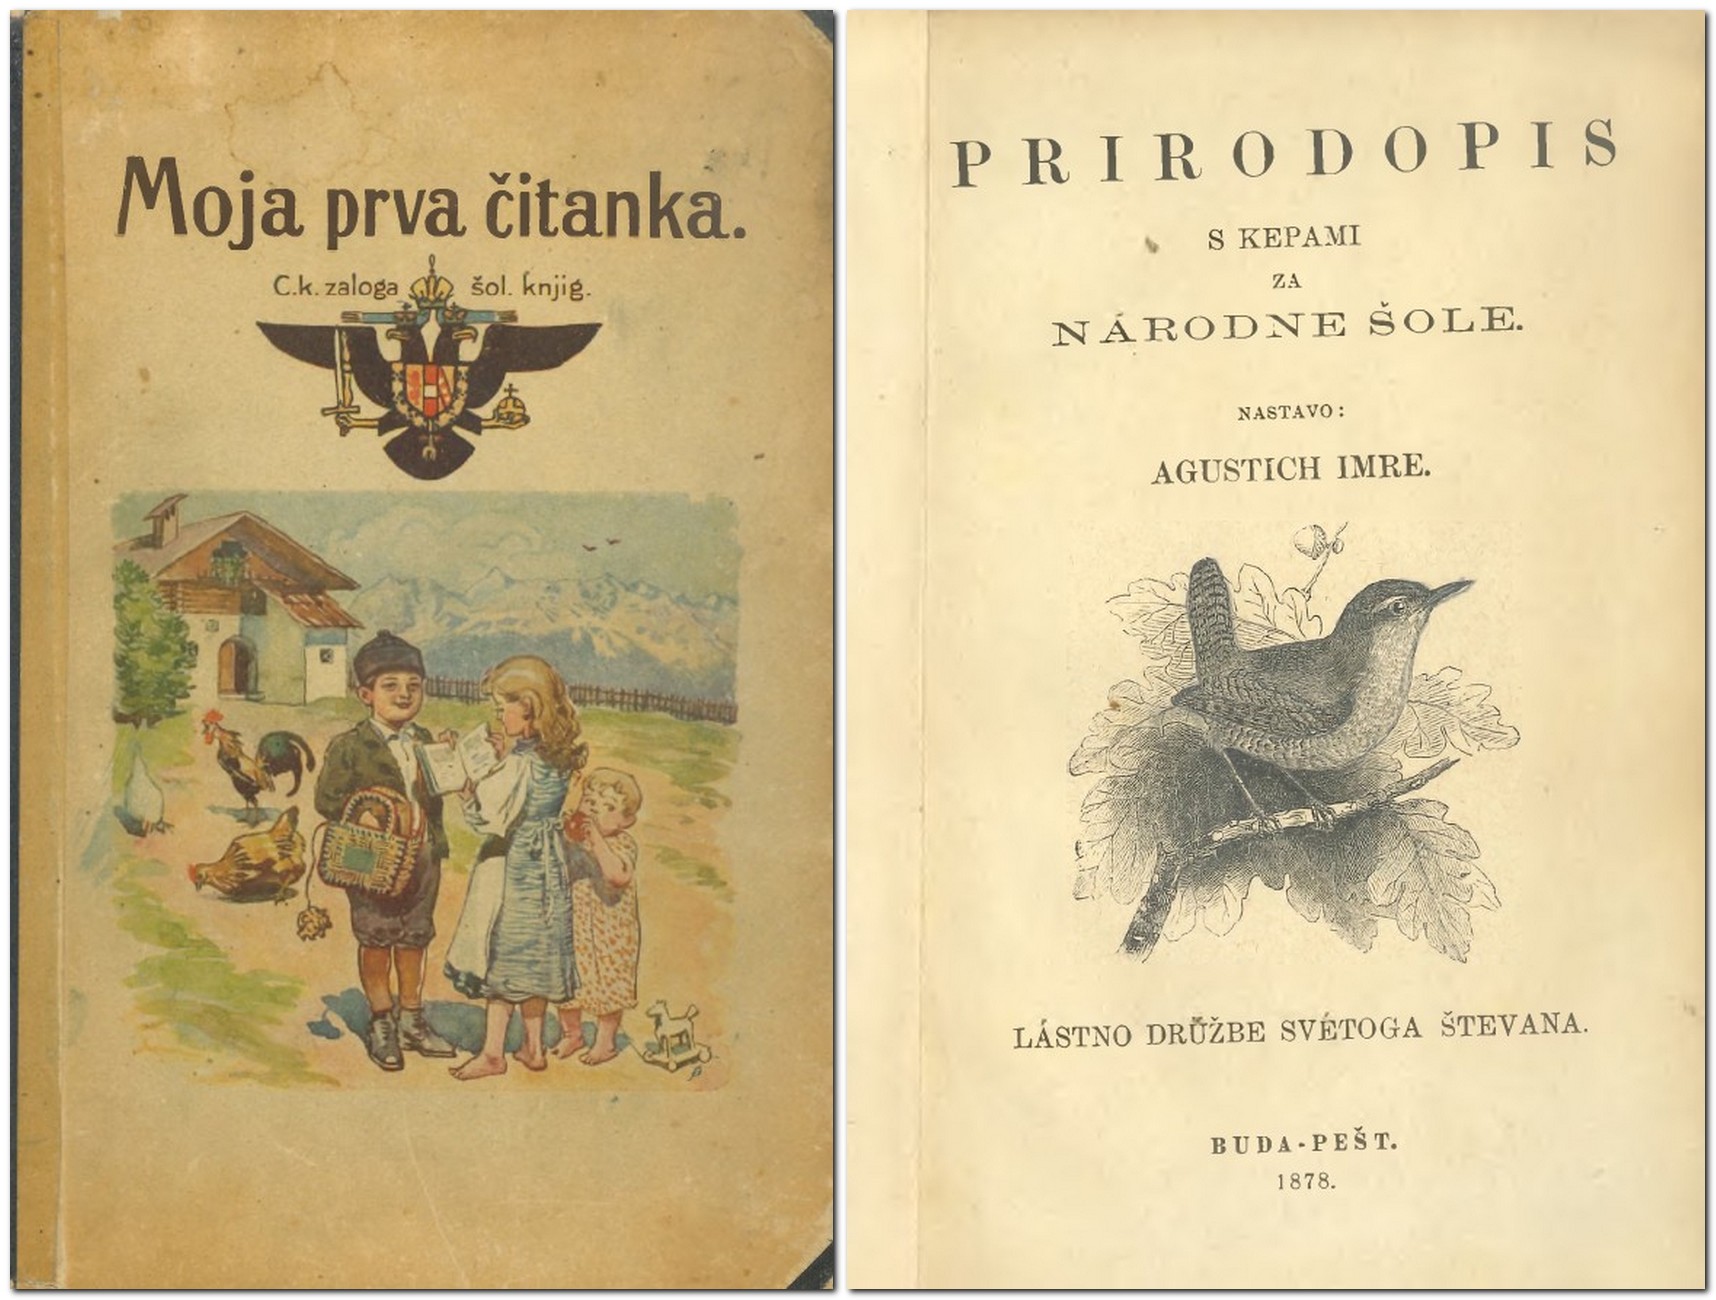 Moja prva čitanka.
C.k. zaloga šol. knjig.
PRIRODOPIS
S KEPAMI
ZA
NÁRODNE ŠOLE.
NASTAVO:
AGUSTICH IMRE.
LÁSTNO DRŰŽBE SVÉTOGA ŠTEVANA.
BUDA-PEŠT.
1878.